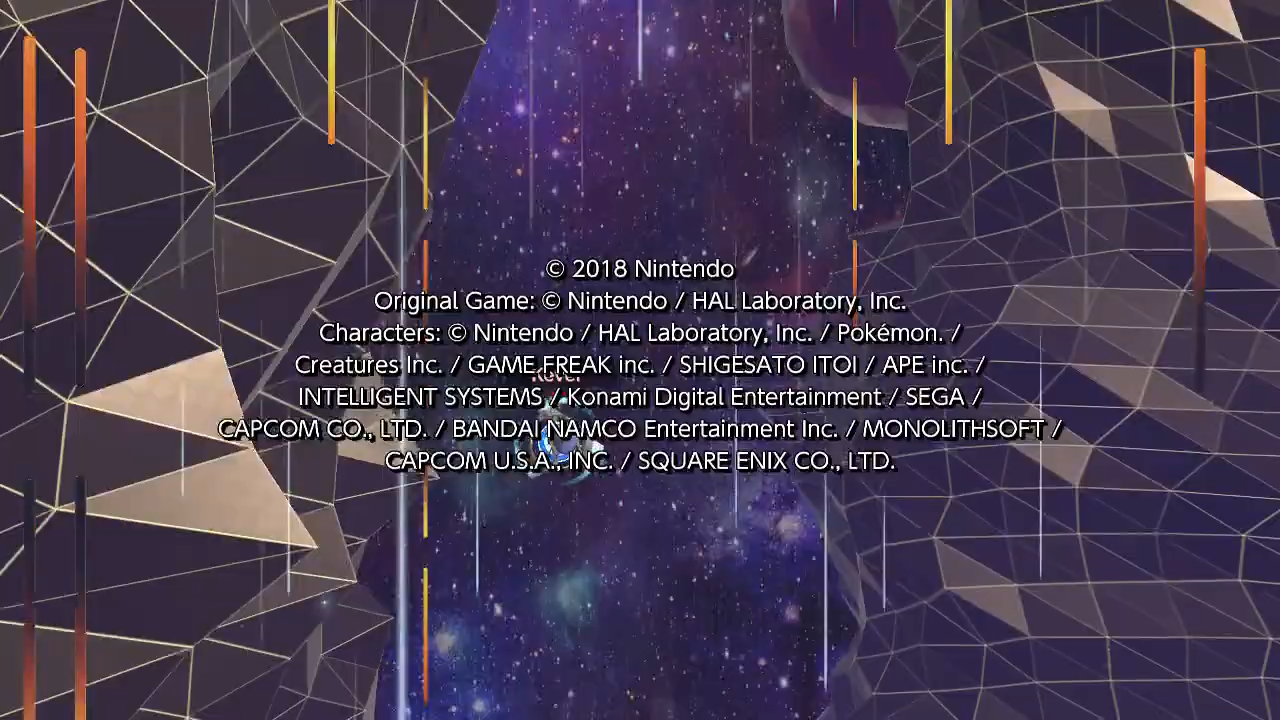 © 2018 Nintendo
Original Game: © Nintendo / HAL Laboratory, Inc.
Characters: © Nintendo / HAL Laboratory, Inc. / Pokémon. /
Creatures Inc. / GAME FREAK inc. / SHIGESATO ITOI / APE inc. /
INTELLIGENT SYSTEMS / Konami Digital Entertainment / SEGA /
CAPCOM CO., LTD. / BANDAI NAMCO Entertainment Inc. / MONOLITHSOFT /
CAPCOM U.S.A., INC. / SQUARE ENIX CO., LTD.